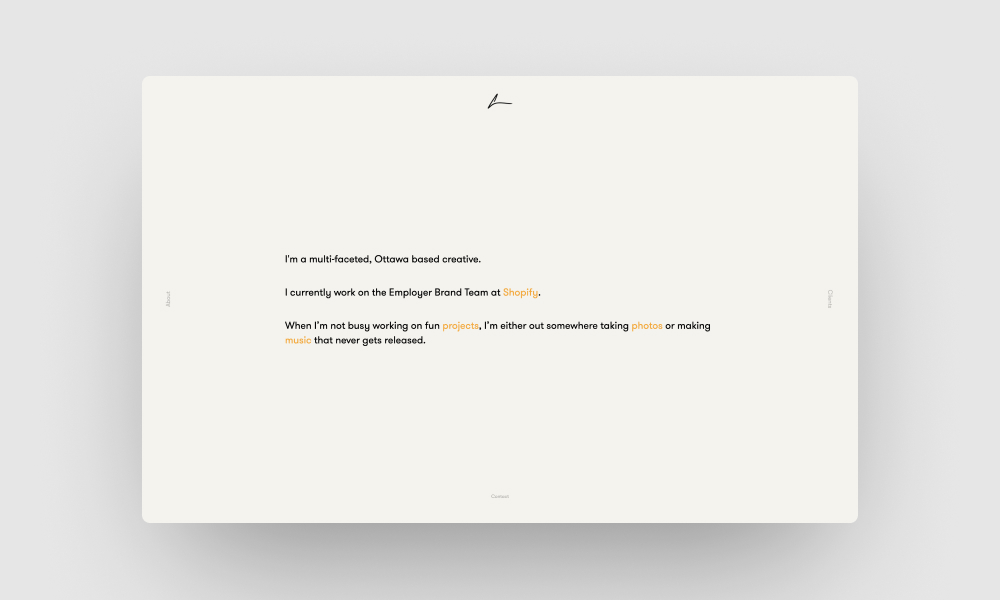 I'm a multi-faceted, Ottawa based creative.
I currently work on the Employer Brand Team at Shopify.
About
Clients
When I'm not busy working on fun projects, I'm either out somewhere taking photos or making
music that never gets released.
Contact